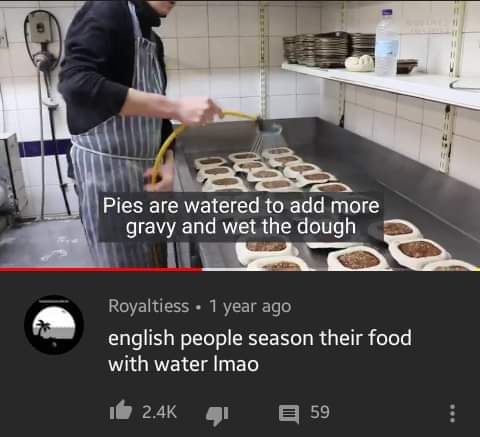 Pies are watered to add more
gravy and wet the dough
Royaltiess • 1 year ago
english people season their food
with water lmao
2.4K
59